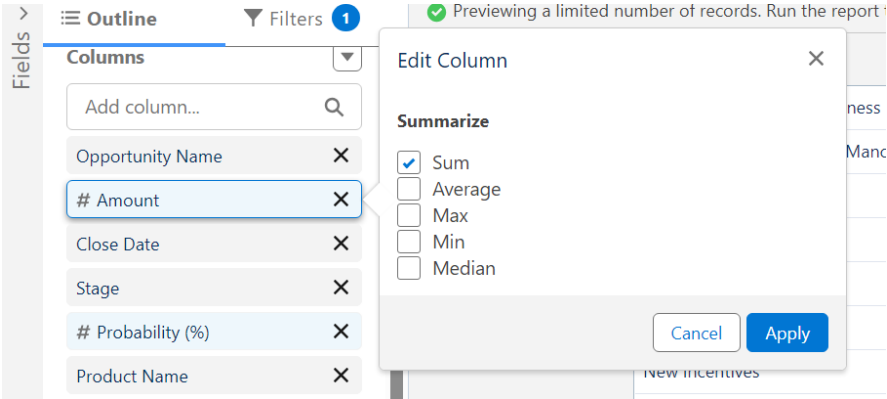 Fields
Outline
Filters 1
Columns
Add column...
Opportunity Name
# Amount
Close Date
Stage
# Probability (%)
Product Name
Previewing a limited number of records. Run the report
Edit Column
Summarize
Sum
Average
Max
Min
Median
Cancel
Apply
New Incentives